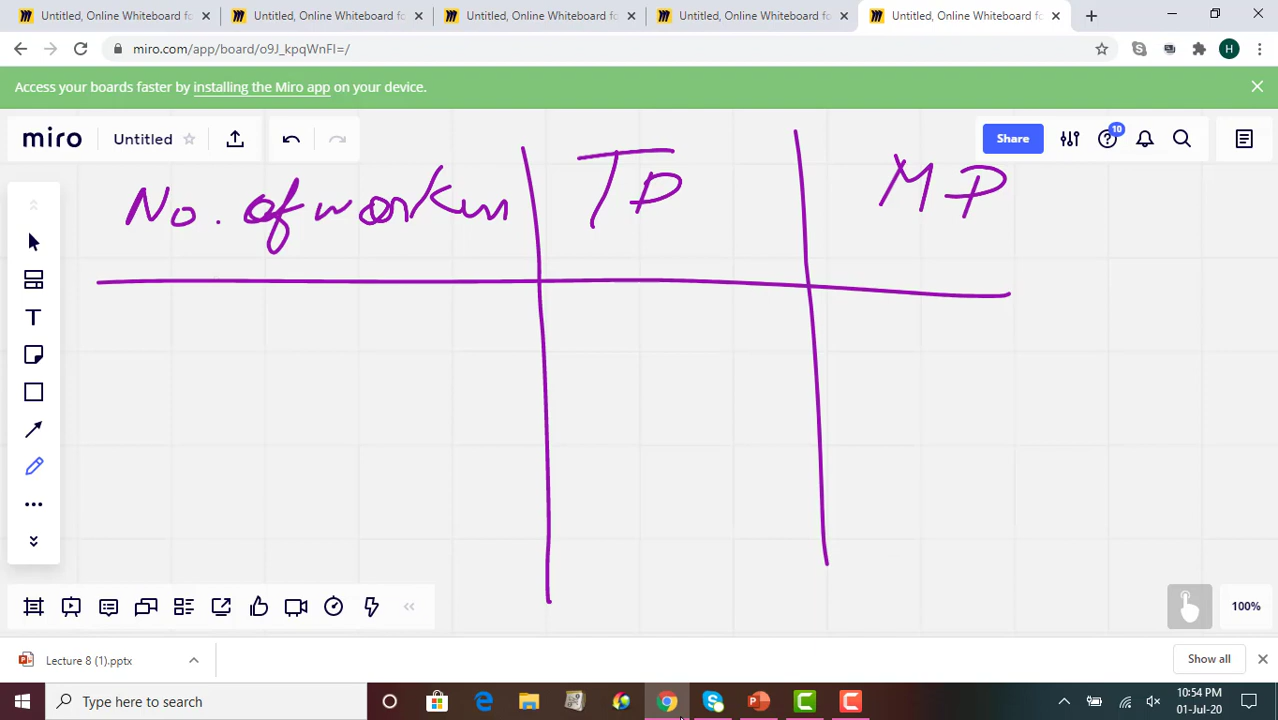 Untitled, Online Whiteboard fo
Untitled, Online Whiteboard fo
Untitled, Online Whiteboard fo
Untitled, Online Whiteboard fo
Untitled, Online Whiteboard fo
miro.com/app/board/o9J_kpqWnFI=/
H
Access your boards faster by installing the Miro app on your device.
miro
Untitled
Share
10
No. of workers TP MP
T
100%
Lecture 8 (1).pptx
Show all
Type here to search
10:54 PM
01-Jul-20